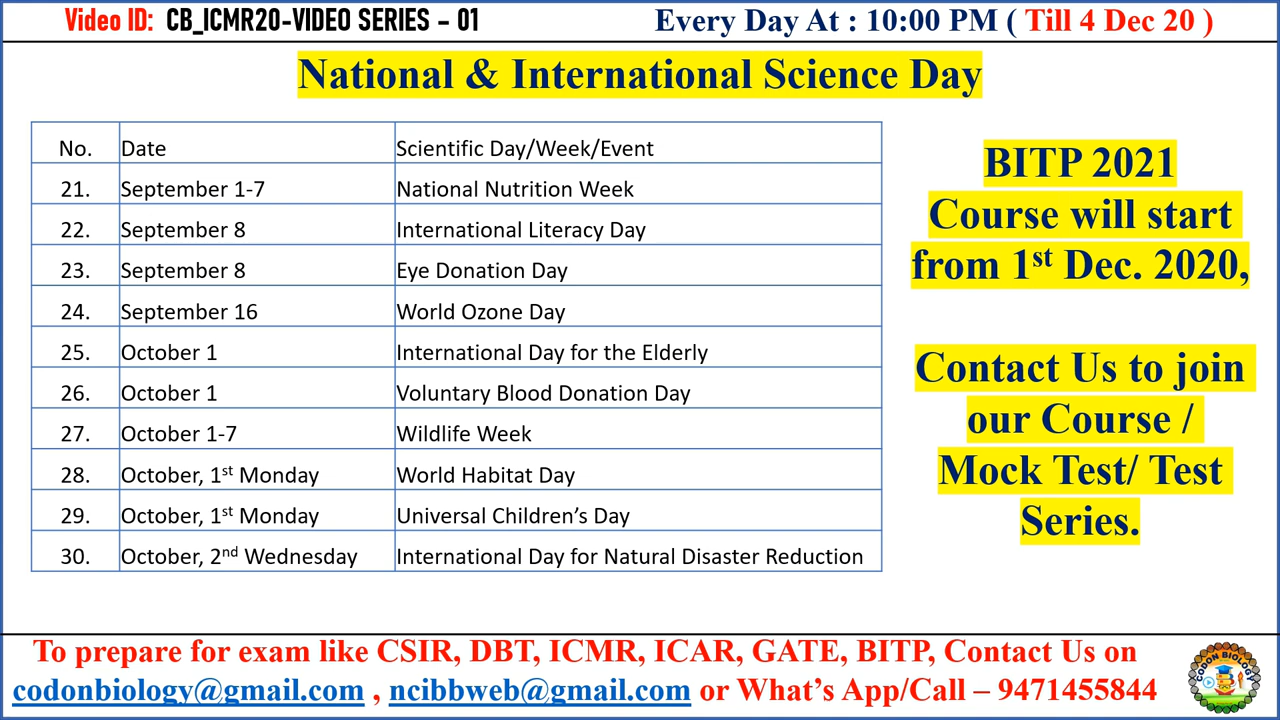 Video ID: CB_ICMR20-VIDEO SERIES – 01 Every Day At : 10:00 PM ( Till 4 Dec 20 )
National & International Science Day
No. Date Scientific Day/Week/Event
21. September 1-7 National Nutrition Week
22. September 8 International Literacy Day
23. September 8 Eye Donation Day
24. September 16 World Ozone Day
25. October 1 International Day for the Elderly
26. October 1 Voluntary Blood Donation Day
27. October 1-7 Wildlife Week
28. October, 1st Monday World Habitat Day
29. October, 1st Monday Universal Children’s Day
30. October, 2nd Wednesday International Day for Natural Disaster Reduction
BITP 2021
Course will start
from 1st Dec. 2020,
Contact Us to join
our Course /
Mock Test/ Test
Series.
To prepare for exam like CSIR, DBT, ICMR, ICAR, GATE, BITP, Contact Us on
codonbiology@gmail.com , ncibbweb@gmail.com or What’s App/Call – 9471455844
CODON BIOLOGY